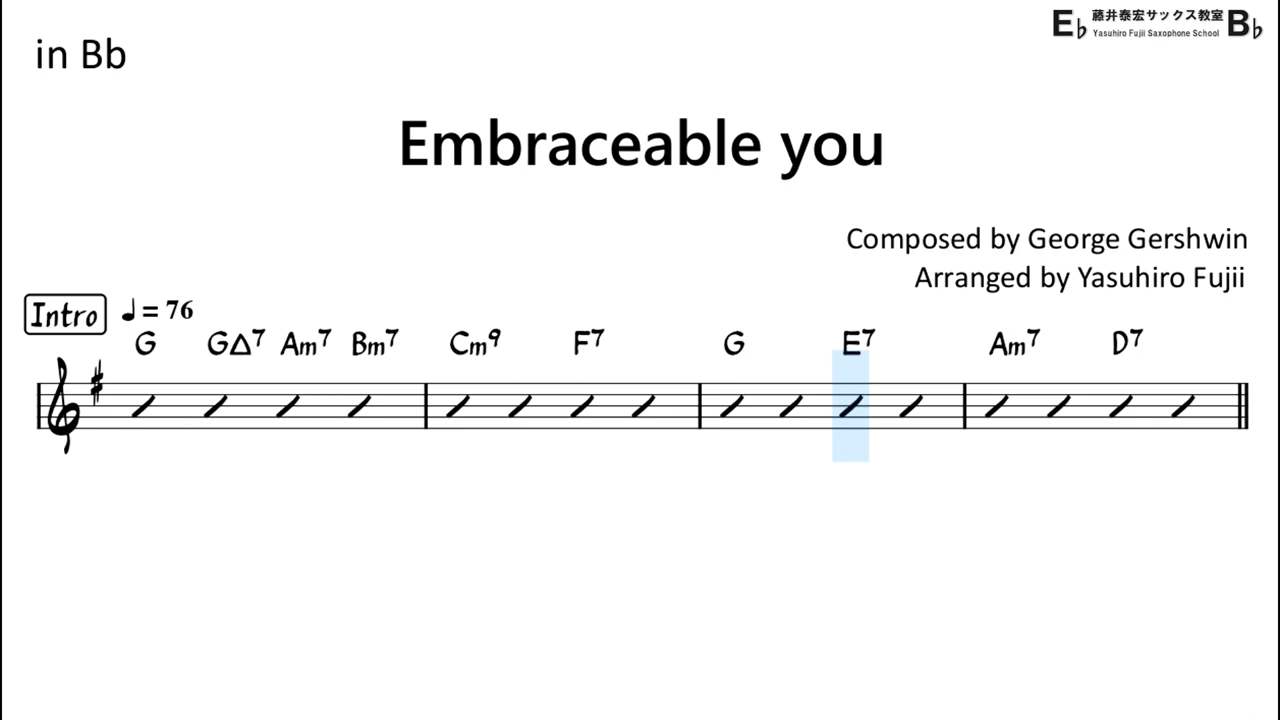 E♭ 藤井泰宏サックス教室 B♭
Yasuhiro Fujii Saxophone School
in Bb
Embraceable you
Composed by George Gershwin
Arranged by Yasuhiro Fujii
Intro ♩= 76
G G△7 Am7 Bm7 Cm9 F7 G E7 Am7 D7